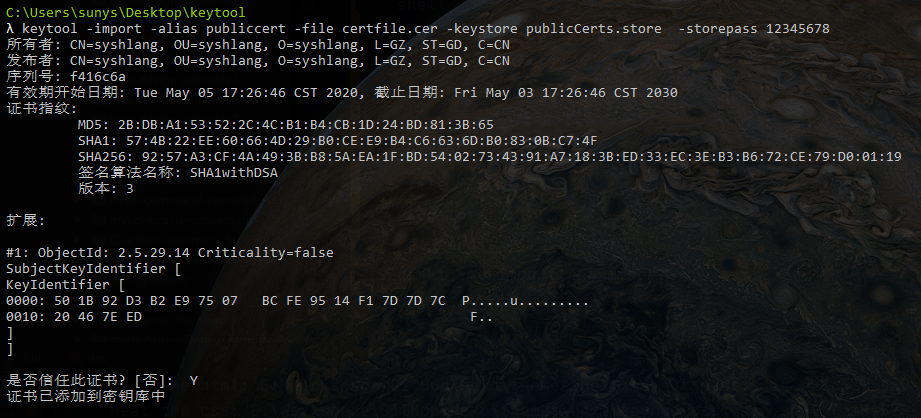 C:\Users\sunys\Desktop\keytool
λ keytool -import -alias publiccert -file certfile.cer -keystore publicCerts.store  -storepass 12345678
所有者: CN=syshlang, OU=syshlang, O=syshlang, L=GZ, ST=GD, C=CN
发布者: CN=syshlang, OU=syshlang, O=syshlang, L=GZ, ST=GD, C=CN
序列号: f416c6a
有效期开始日期: Tue May 05 17:26:46 CST 2020, 截止日期: Fri May 03 17:26:46 CST 2030
证书指纹:
MD5: 2B:DB:A1:53:52:2C:4C:B1:B4:CB:1D:24:BD:81:3B:65
SHA1: 57:4B:22:EE:60:66:4D:29:B0:CE:E9:B4:C6:63:6D:B0:83:0B:C7:4F
SHA256: 92:57:A3:CF:4A:49:3B:B8:5A:EA:1F:BD:54:02:73:43:91:A7:18:3B:ED:33:EC:3E:B3:B6:72:CE:79:D0:01:19
签名算法名称: SHA1withDSA
版本: 3
扩展:
#1: ObjectId: 2.5.29.14 Criticality=false
SubjectKeyIdentifier [
KeyIdentifier [
0000: 50 1B 92 D3 B2 E9 75 07   BC FE 95 14 F1 7D 7D 7C  P.....u.........
0010: 20 46 7E ED                                         F..
]
]
是否信任此证书? [否]:  Y
证书已添加到密钥库中